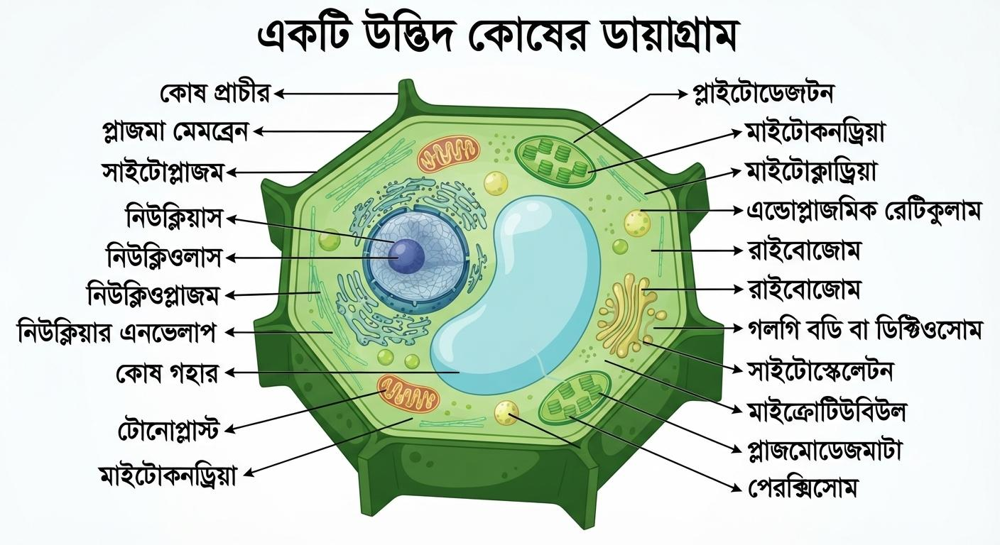 একটি উদ্ভিদ কোষের ডায়াগ্রাম
কোষ প্রাচীর
প্লাজমা মেমব্রেন
সাইটোপ্লাজম
নিউক্লিয়াস
নিউক্লিওলাস
নিউক্লিওপ্লাজম
নিউক্লিয়ার এনভেলাপ
কোষ গহার
টোনোপ্লাস্ট
মাইটোকনড্রিয়া
প্লাইটোডেজটন
মাইটোকনড্রিয়া
মাইটোক্লাড্রিয়া
এন্ডোপ্লাজমিক রেটিকুলাম
রাইবোজোম
রাইবোজোম
গলগি বডি বা ডিক্টিওসোম
সাইটোস্কেলেটন
মাইক্রোটিউবিউল
প্লাজমোডেজমাটা
পেরক্সিসোম